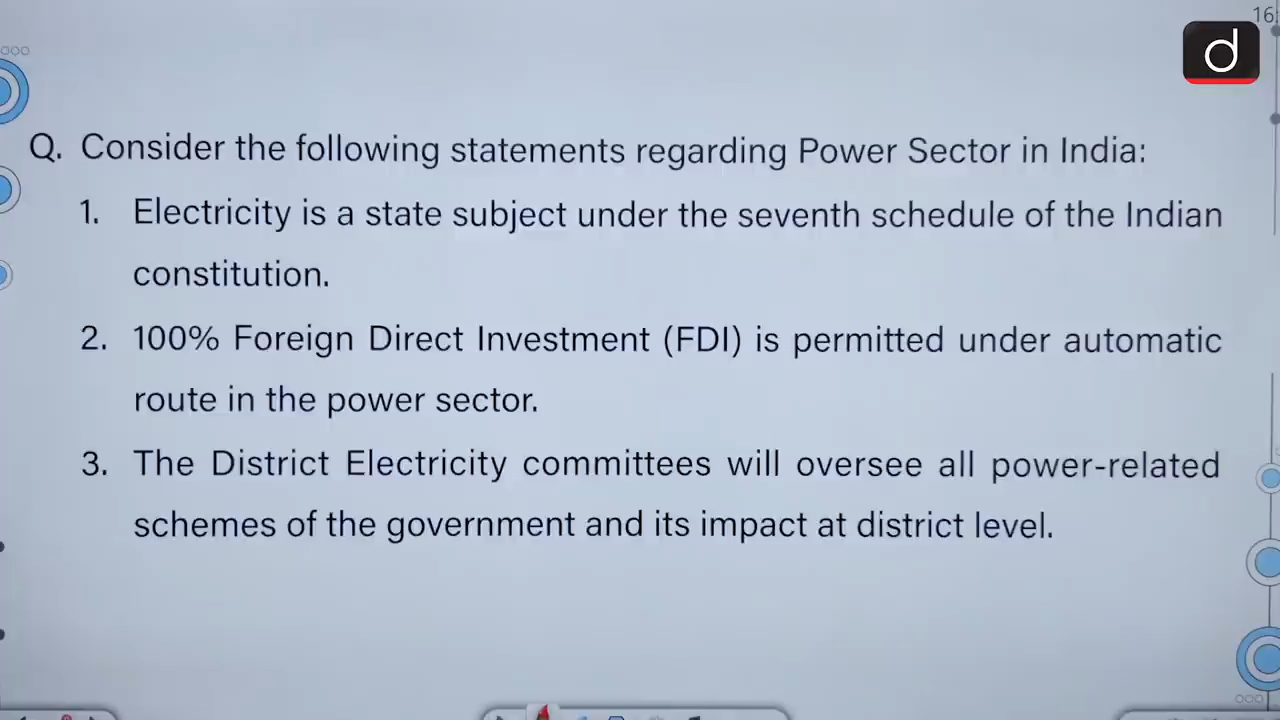 16
d
Q. Consider the following statements regarding Power Sector in India:
1. Electricity is a state subject under the seventh schedule of the Indian
constitution.
2. 100% Foreign Direct Investment (FDI) is permitted under automatic
route in the power sector.
3. The District Electricity committees will oversee all power-related
schemes of the government and its impact at district level.